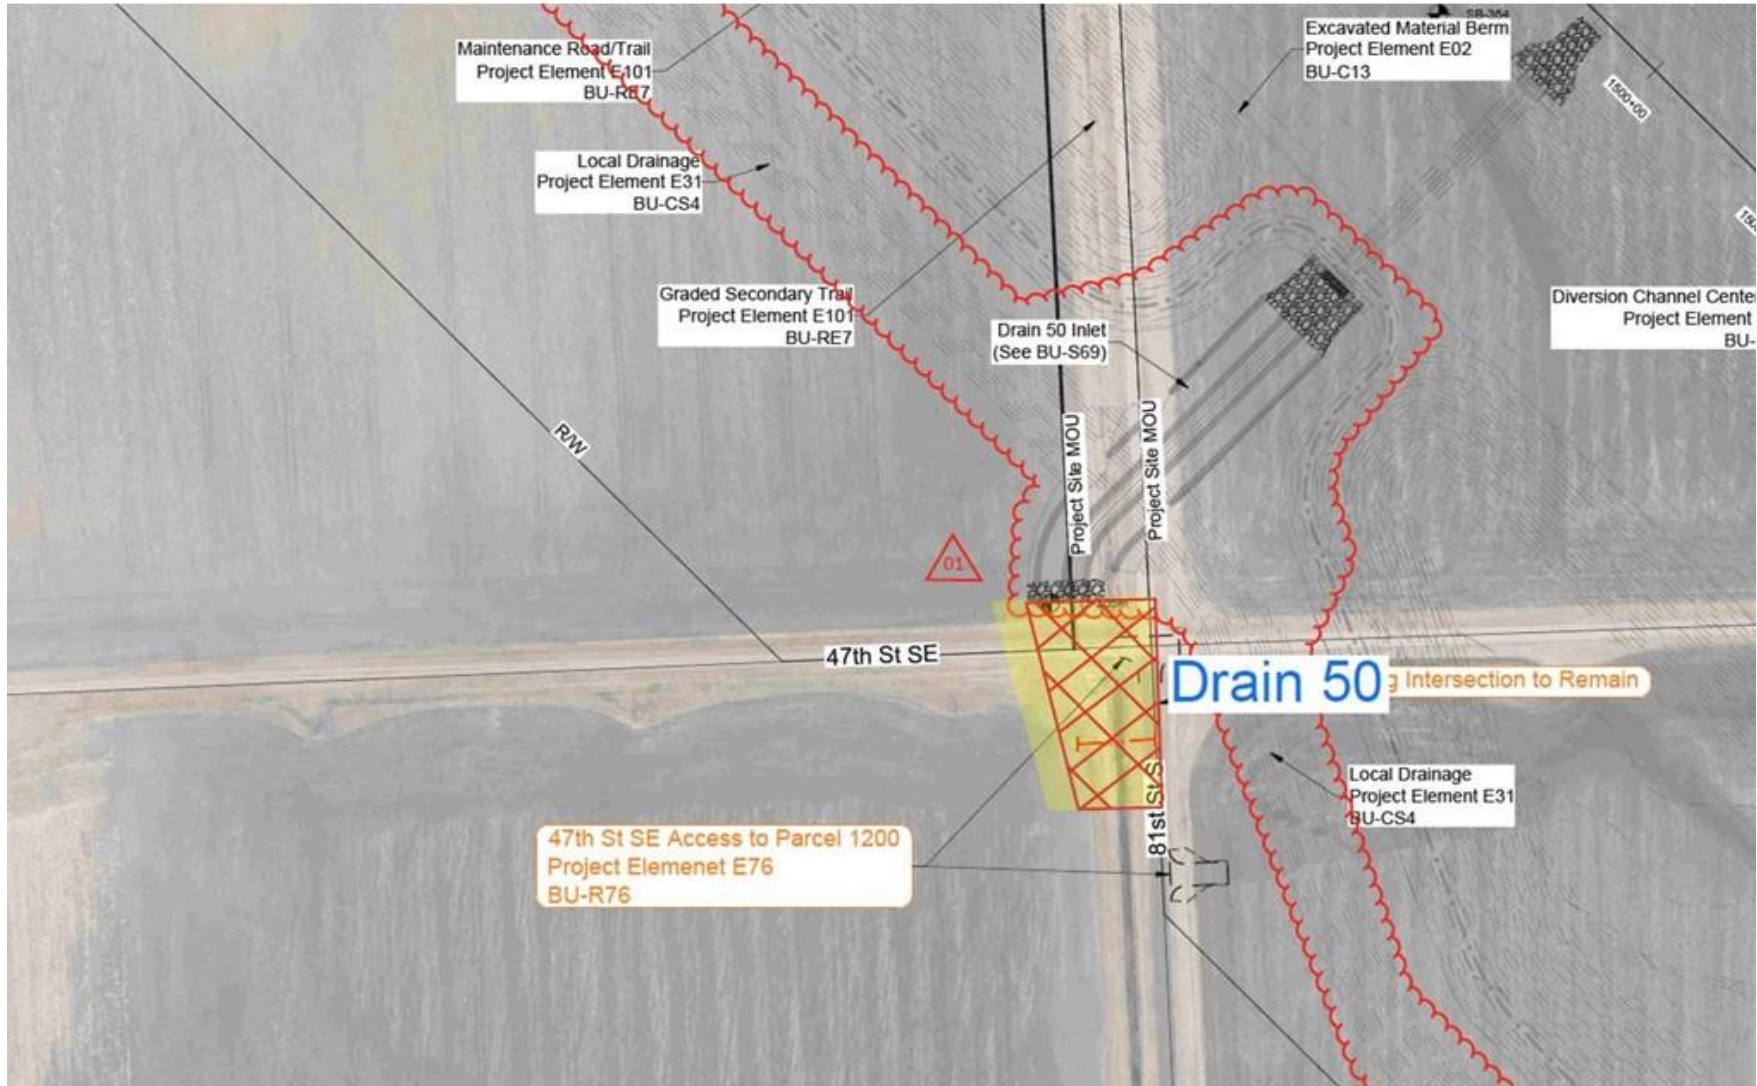 SB-364
Maintenance Road/Trail
Project Element E101
BU-RE7
Excavated Material Berm
Project Element E02
BU-C13
1500+00
Local Drainage
Project Element E31
BU-CS4
Graded Secondary Trail
Project Element E101
BU-RE7
Drain 50 Inlet
(See BU-S69)
Diversion Channel Cente
Project Element
BU-
R/W
Project Site MOU
Project Site MOU
01
47th St SE
Drain 50
g Intersection to Remain
Local Drainage
Project Element E31
BU-CS4
81st St S
47th St SE Access to Parcel 1200
Project Elemenet E76
BU-R76